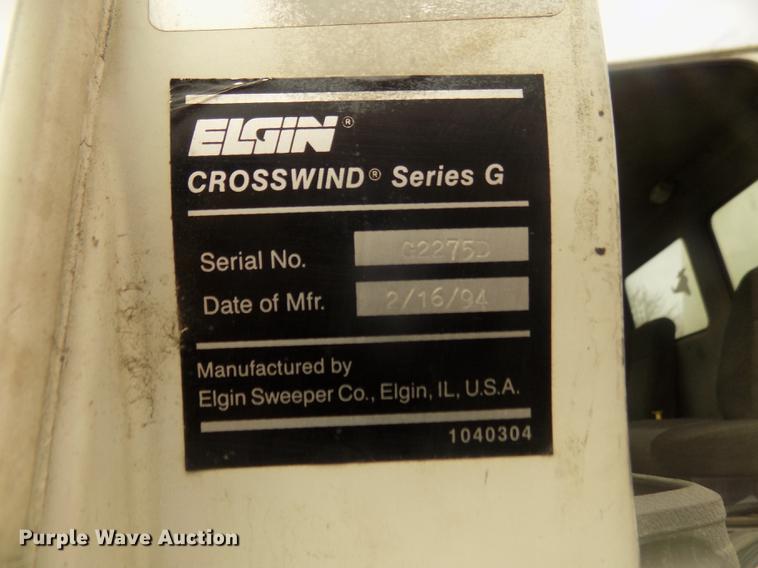 ELGIN®
CROSSWIND® Series G
Serial No. G2275D
Date of Mfr. 2/16/94
Manufactured by
Elgin Sweeper Co., Elgin, IL, U.S.A.
1040304
Purple Wave Auction